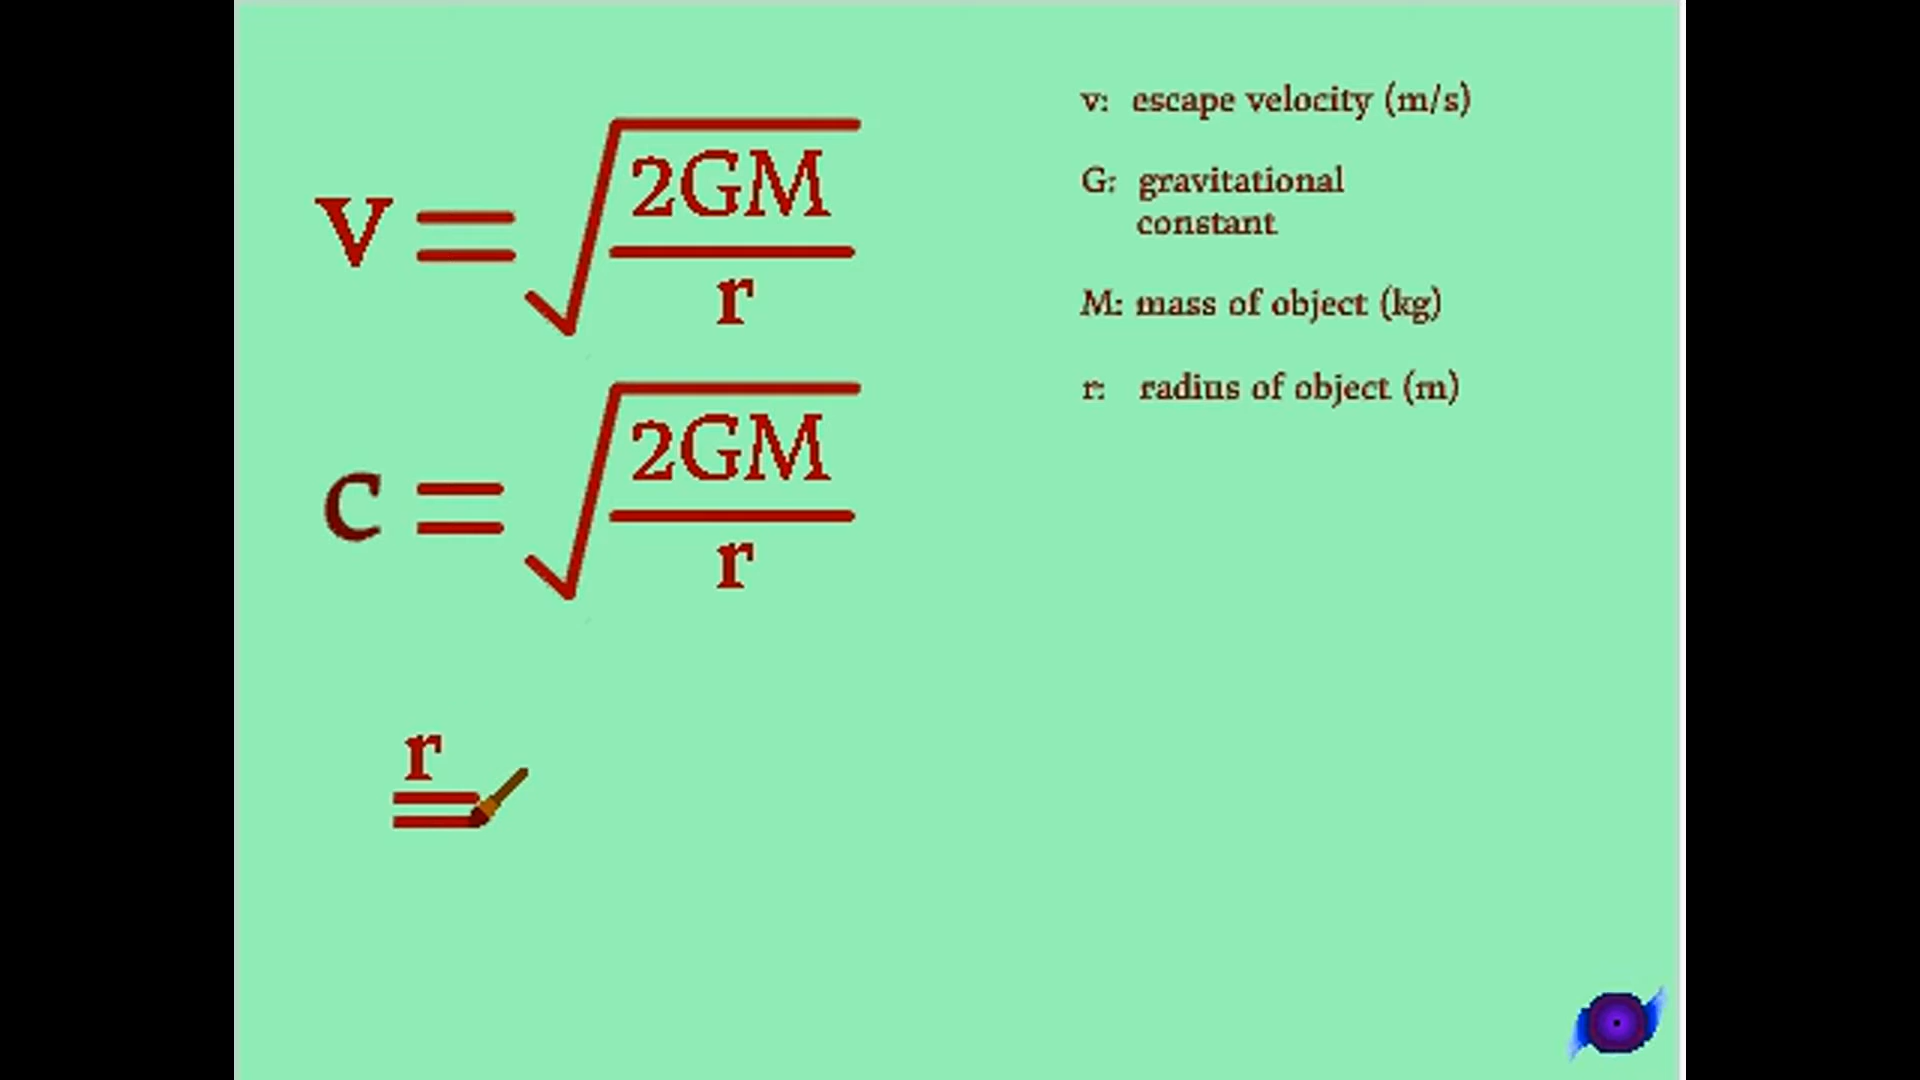 v = √2GM
r
c = √2GM
r
r
=
v: escape velocity (m/s)
G: gravitational
constant
M: mass of object (kg)
r: radius of object (m)